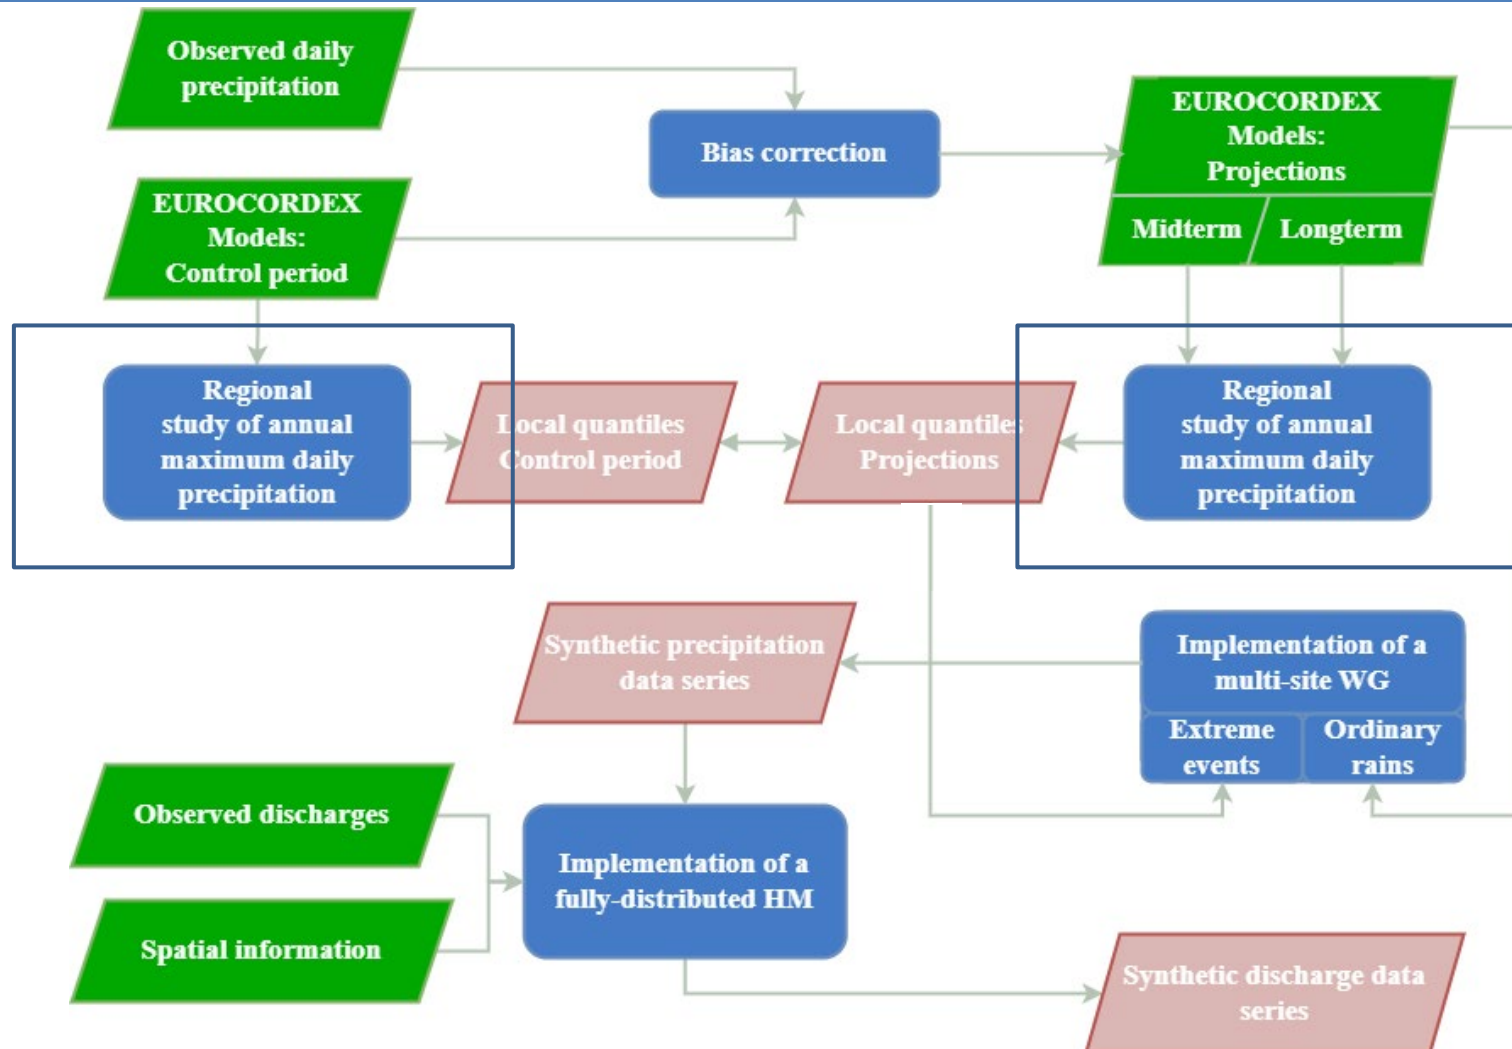 Observed daily
precipitation
Bias correction
EUROCORDEX
Models:
Projections
Midterm
Longterm
EUROCORDEX
Models:
Control period
Regional
study of annual
maximum daily
precipitation
Local quantiles
Control period
Local quantiles
Projections
Regional
study of annual
maximum daily
precipitation
Synthetic precipitation
data series
Implementation of a
multi-site WG
Extreme
events
Ordinary
rains
Observed discharges
Implementation of a
fully-distributed HM
Spatial information
Synthetic discharge data
series